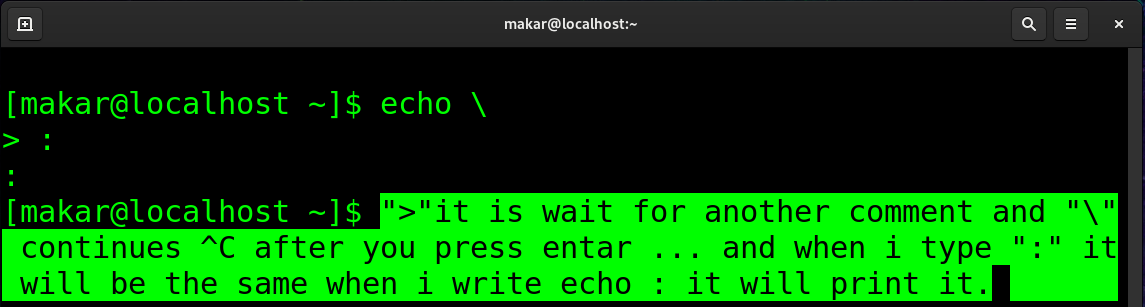 makar@localhost:~
[makar@localhost ~]$ echo \
> :
:
[makar@localhost ~]$ ">"it is wait for another comment and "\"
continues ^C after you press entar ... and when i type ":" it
will be the same when i write echo : it will print it.